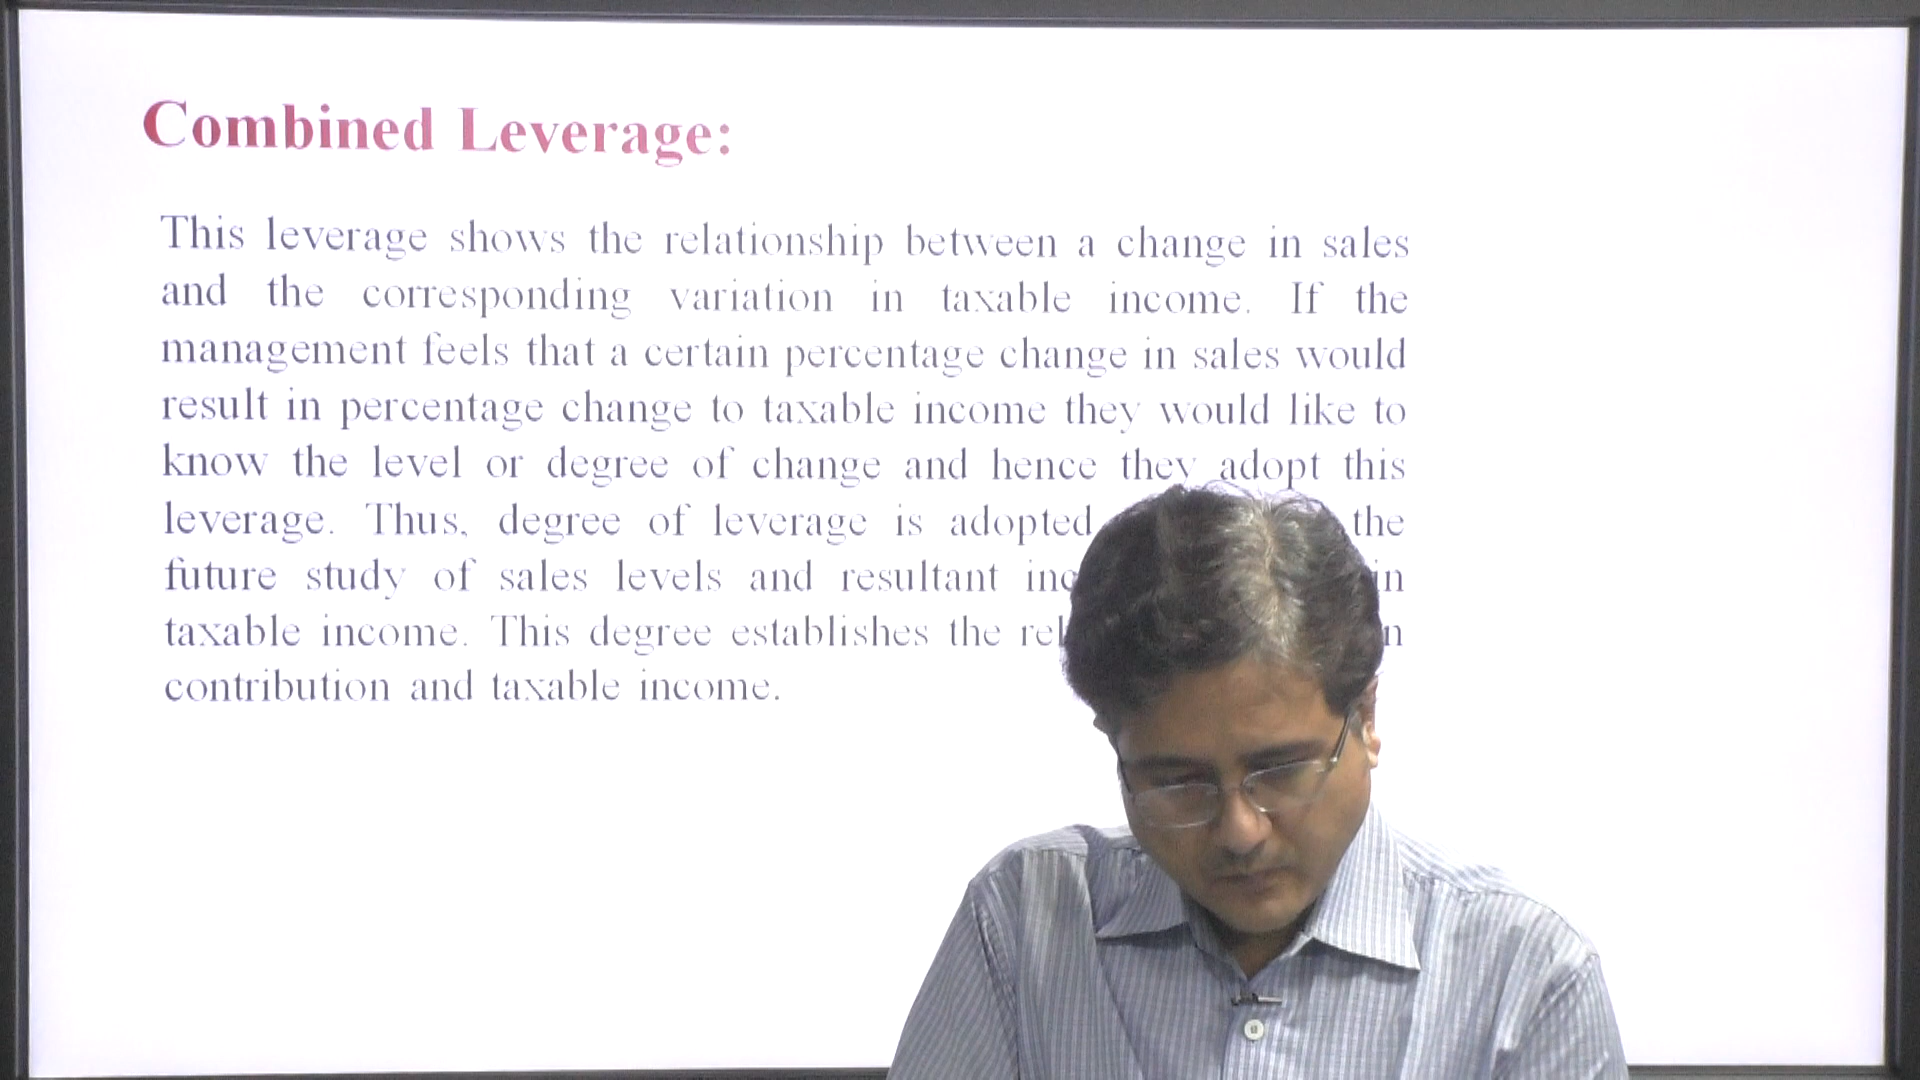 Combined Leverage:
This leverage shows the relationship between a change in sales
and the corresponding variation in taxable income. If the
management feels that a certain percentage change in sales would
result in percentage change to taxable income they would like to
know the level or degree of change and hence they adopt this
leverage. Thus, degree of leverage is adopted the
future study of sales levels and resultant in
taxable income. This degree establishes the
contribution and taxable income.